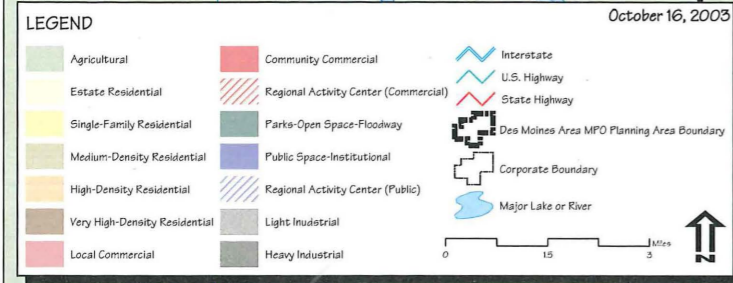 LEGEND
October 16, 2003
Agricultural
Estate Residential
Single-Family Residential
Medium-Density Residential
High-Density Residential
Very High-Density Residential
Local Commercial
Community Commercial
Regional Activity Center (Commercial)
Parks-Open Space-Floodway
Public Space-Institutional
Regional Activity Center (Public)
Light Inudstrial
Heavy Industrial
Interstate
U.S. Highway
State Highway
Des Moines Area MPO Planning Area Boundary
Corporate Boundary
Major Lake or River
0 1.5 3 Miles
N